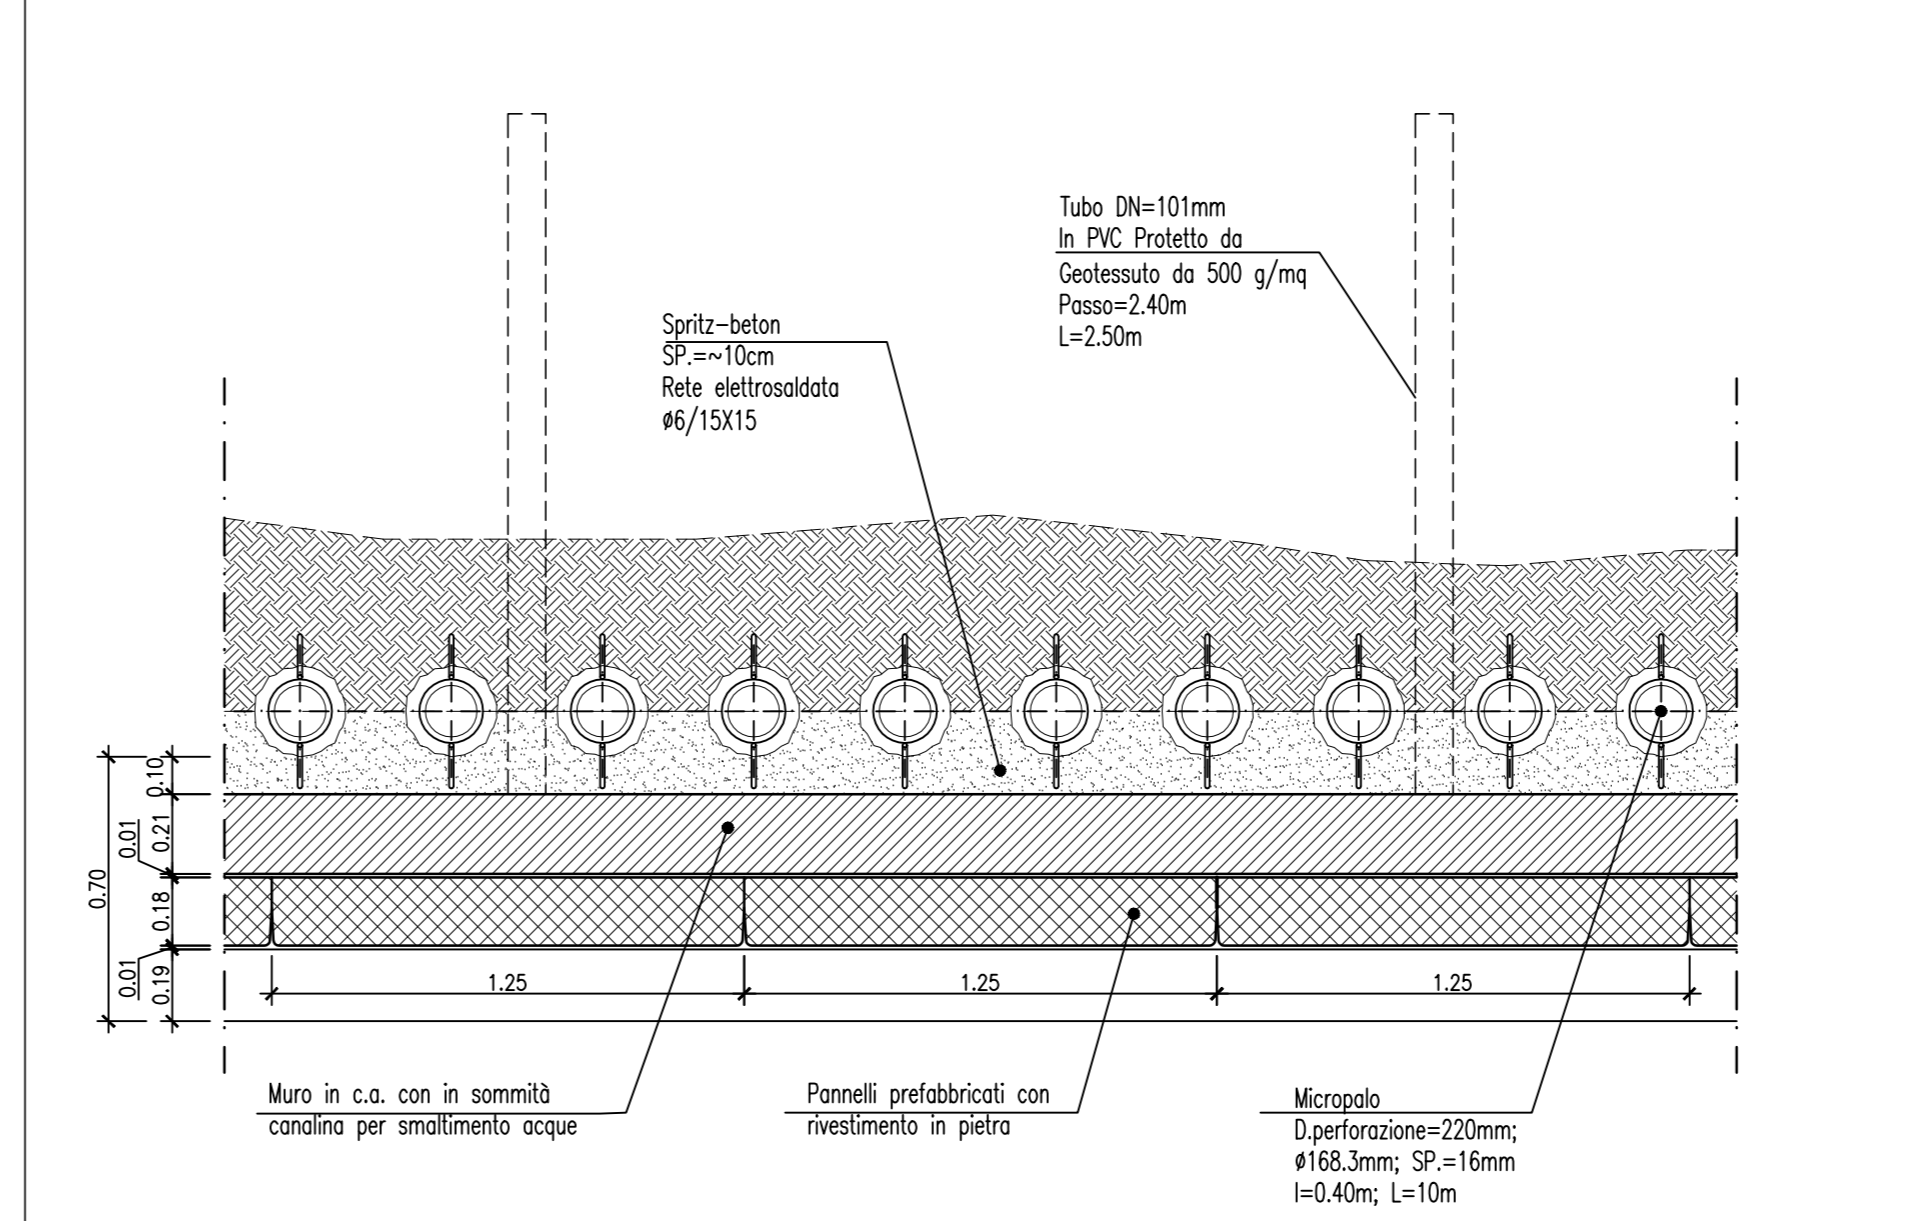 Tubo DN=101mm
In PVC Protetto da
Geotessuto da 500 g/mq
Passo=2.40m
L=2.50m
Spritz-beton
SP.=~10cm
Rete elettrosaldata
ø6/15X15
0.10
0.21
0.01
0.70
0.18
0.01
0.19
1.25
1.25
1.25
Muro in c.a. con in sommità
canalina per smaltimento acque
Pannelli prefabbricati con
rivestimento in pietra
Micropalo
D.perforazione=220mm;
ø168.3mm; SP.=16mm
I=0.40m; L=10m